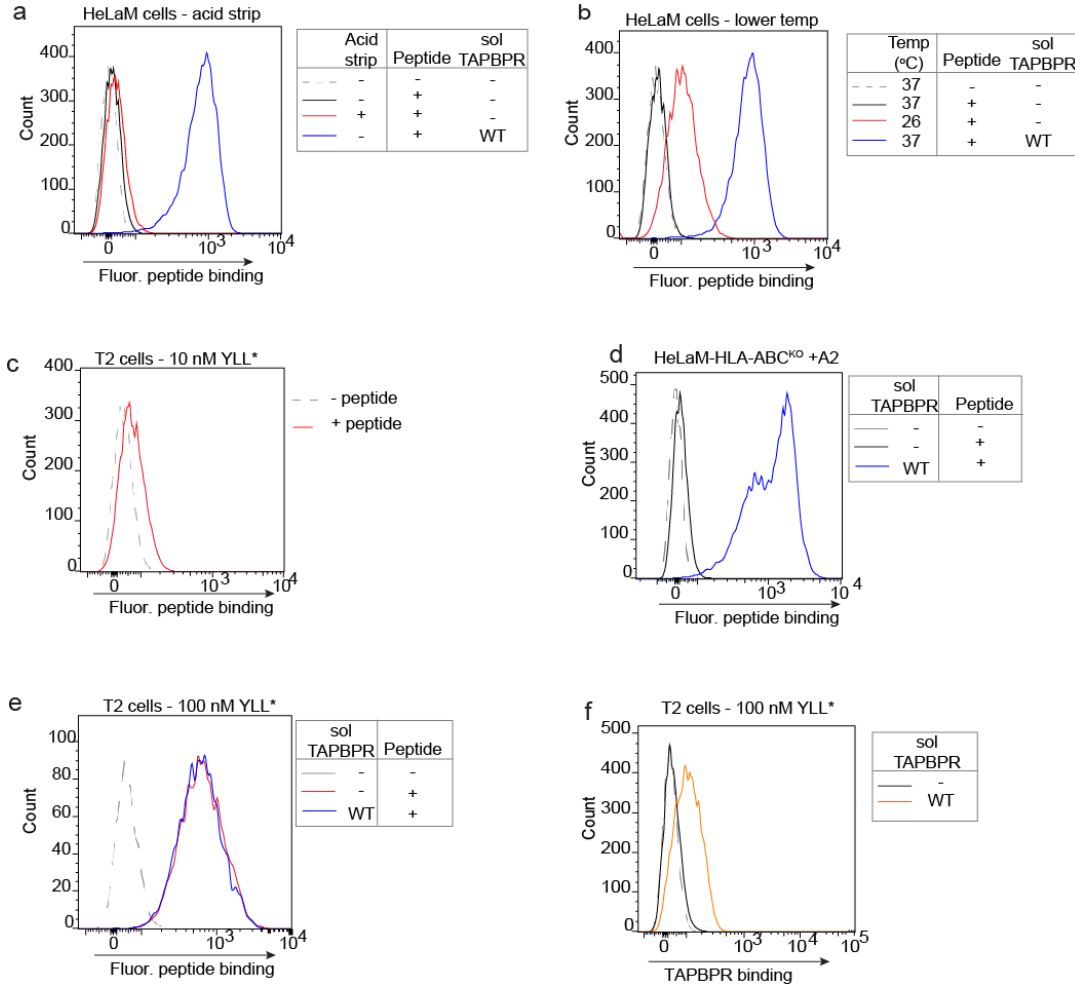 a
HeLaM cells - acid strip
Count
400
300
200
100
0
0 10³ 10⁴
Fluor. peptide binding
Acid strip Peptide sol TAPBPR
- - -
- + -
+ + -
- + WT
b
HeLaM cells - lower temp
Count
400
300
200
100
0
0 10³ 10⁴
Fluor. peptide binding
Temp (ºC) Peptide sol TAPBPR
37 - -
37 + -
26 + -
37 + WT
c
T2 cells - 10 nM YLL*
Count
400
300
200
100
0
0 10³ 10⁴
Fluor. peptide binding
- peptide
+ peptide
d
HeLaM-HLA-ABCᴷᴼ +A2
Count
500
400
300
200
100
0
0 10³ 10⁴
Fluor. peptide binding
sol TAPBPR Peptide
- -
- +
WT +
e
T2 cells - 100 nM YLL*
Count
100
80
60
40
20
0
0 10³ 10⁴
Fluor. peptide binding
sol TAPBPR Peptide
- -
- +
WT +
f
T2 cells - 100 nM YLL*
Count
500
400
300
200
100
0
0 10³ 10⁴ 10⁵
TAPBPR binding
sol TAPBPR
-
WT